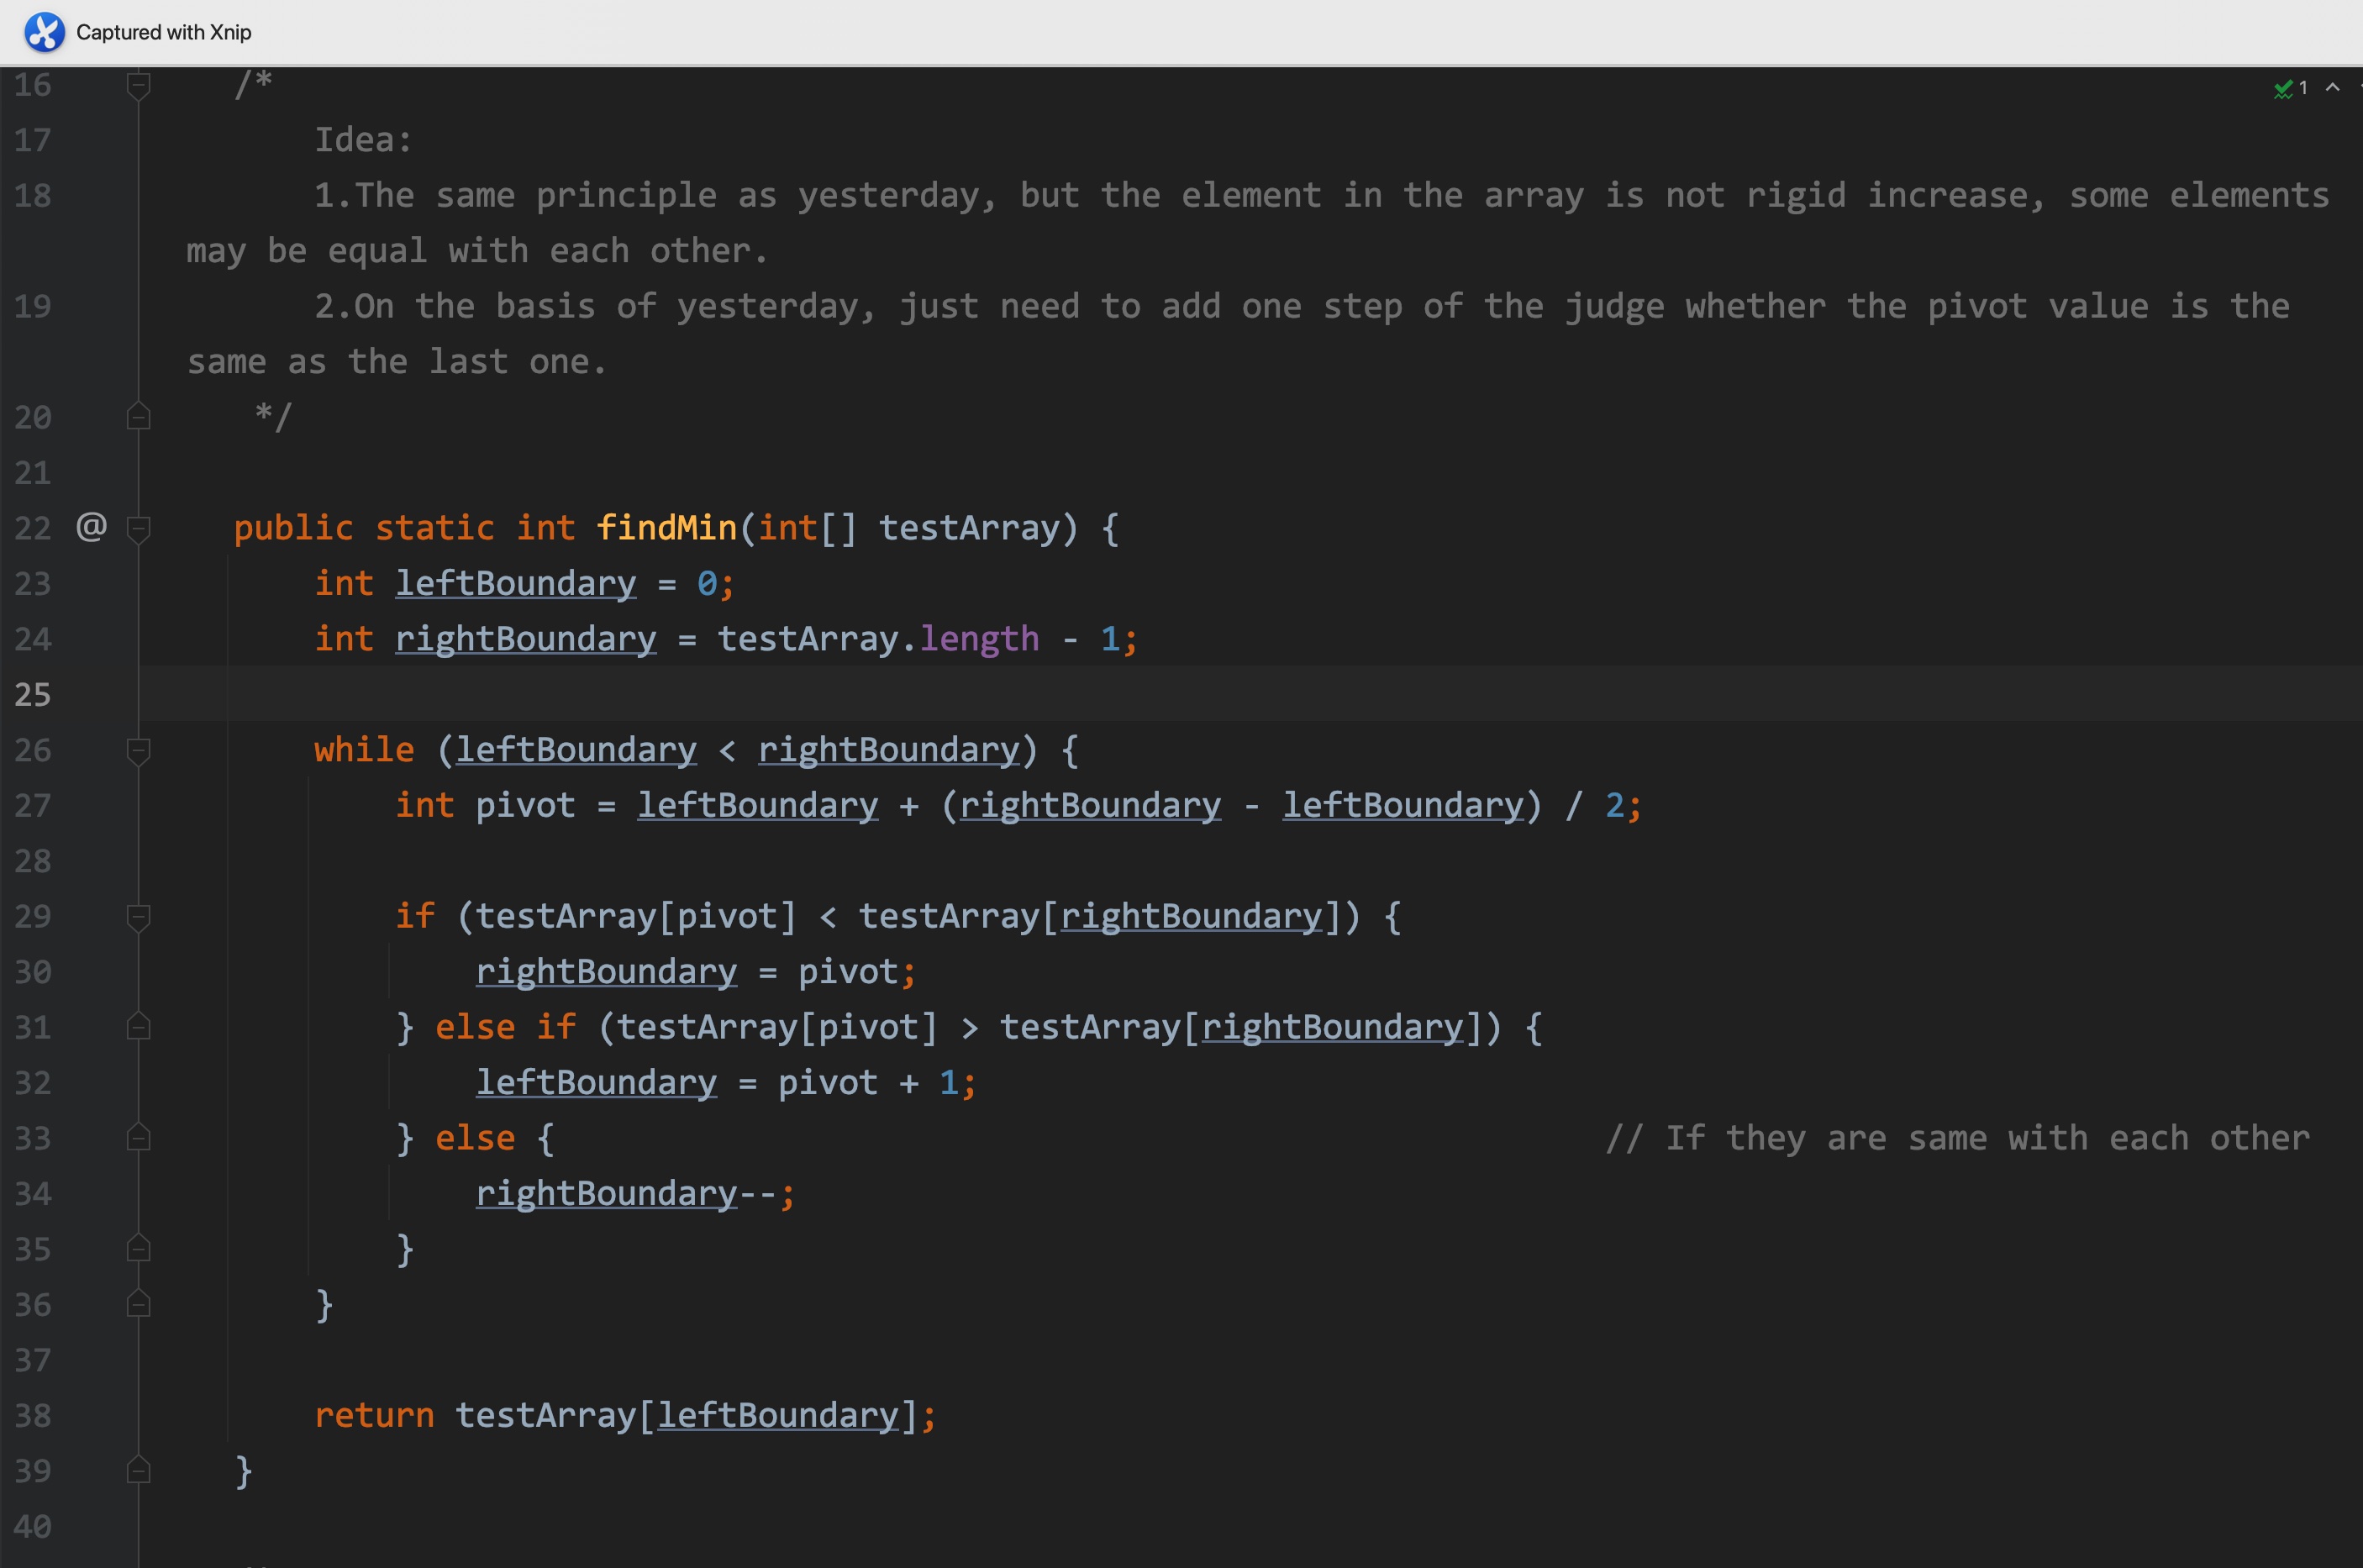 Captured with Xnip
16 /*
1
17 Idea:
18 1.The same principle as yesterday, but the element in the array is not rigid increase, some elements
may be equal with each other.
19 2.On the basis of yesterday, just need to add one step of the judge whether the pivot value is the
same as the last one.
20 */
21
22 @ public static int findMin(int[] testArray) {
23 int leftBoundary = 0;
24 int rightBoundary = testArray.length - 1;
25
26 while (leftBoundary < rightBoundary) {
27 int pivot = leftBoundary + (rightBoundary - leftBoundary) / 2;
28
29 if (testArray[pivot] < testArray[rightBoundary]) {
30 rightBoundary = pivot;
31 } else if (testArray[pivot] > testArray[rightBoundary]) {
32 leftBoundary = pivot + 1;
33 } else { // If they are same with each other
34 rightBoundary--;
35 }
36 }
37
38 return testArray[leftBoundary];
39 }
40